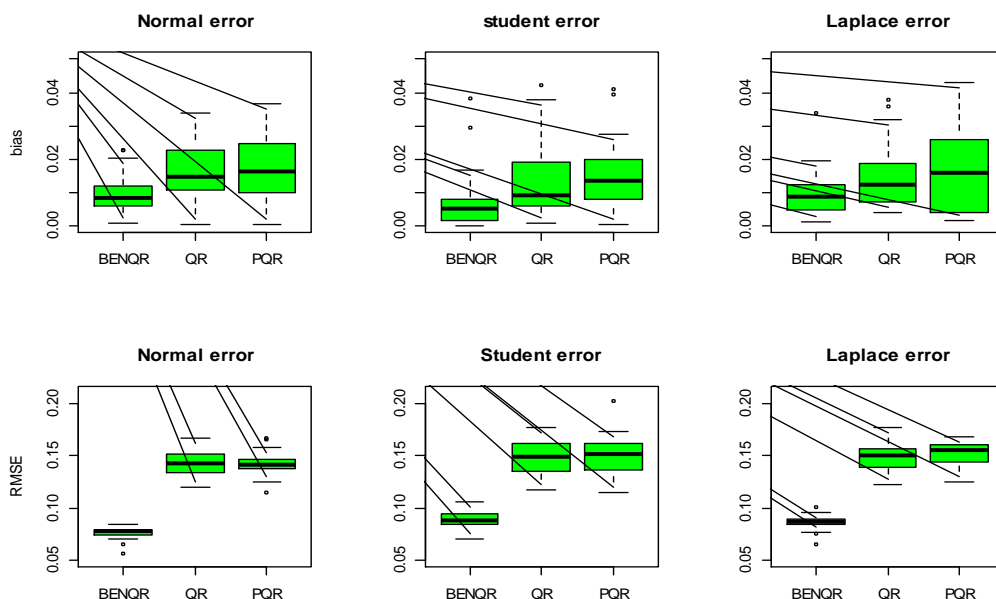 Normal error
student error
Laplace error
bias
0.00
0.02
0.04
BENQR
QR
PQR
0.00
0.02
0.04
BENQR
QR
PQR
0.00
0.02
0.04
BENQR
QR
PQR
Normal error
Student error
Laplace error
RMSE
0.05
0.10
0.15
0.20
BENQR
QR
PQR
0.05
0.10
0.15
0.20
BENQR
QR
PQR
0.05
0.10
0.15
0.20
BENQR
QR
PQR